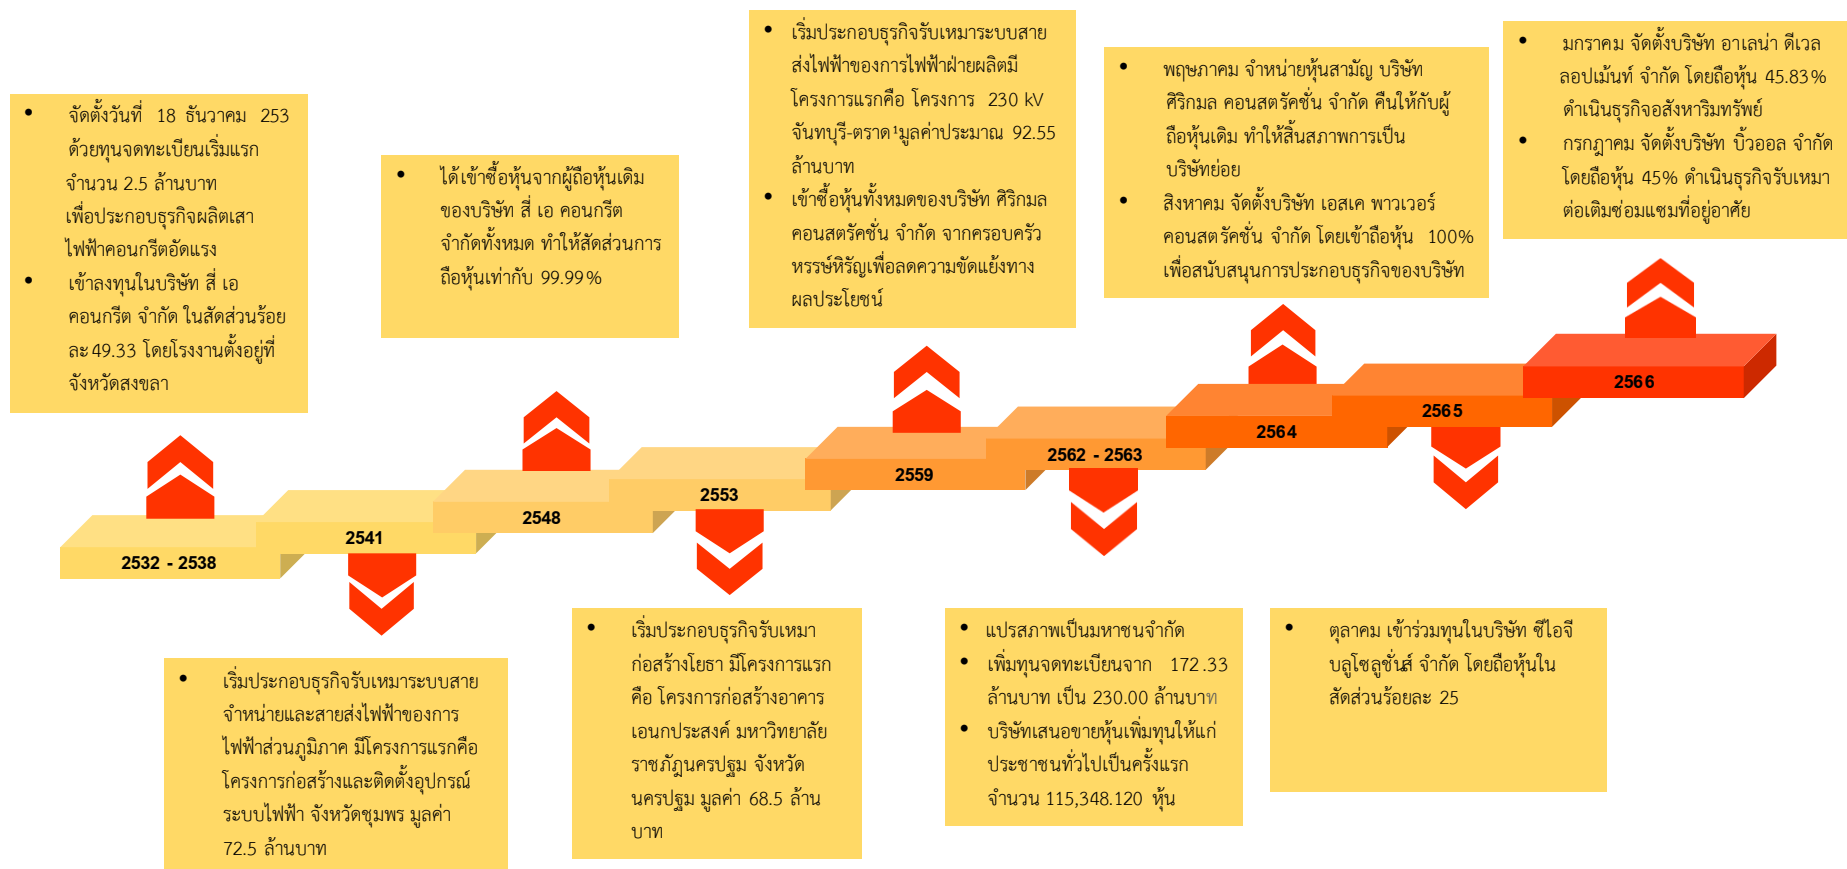 จัดตั้งวันที่ 18 ธันวาคม 253
ด้วยทุนจดทะเบียนเริ่มแรก
จำนวน 2.5 ล้านบาท
เพื่อประกอบธุรกิจผลิตเสา
ไฟฟ้าคอนกรีตอัดแรง
เข้าลงทุนในบริษัท สี่ เอ
คอนกรีต จำกัด ในสัดส่วนร้อย
ละ 49.33 โดยโรงงานตั้งอยู่ที่
จังหวัดสงขลา
2532 - 2538
2541
เริ่มประกอบธุรกิจรับเหมาระบบสาย
จำหน่ายและสายส่งไฟฟ้าของการ
ไฟฟ้าส่วนภูมิภาค มีโครงการแรกคือ
โครงการก่อสร้างและติดตั้งอุปกรณ์
ระบบไฟฟ้า จังหวัดชุมพร มูลค่า
72.5 ล้านบาท
ได้เข้าซื้อหุ้นจากผู้ถือหุ้นเดิม
ของบริษัท สี่ เอ คอนกรีต
จำกัดทั้งหมด ทำให้สัดส่วนการ
ถือหุ้นเท่ากับ 99.99%
2548
2553
เริ่มประกอบธุรกิจรับเหมา
ก่อสร้างโยธา มีโครงการแรก
คือ โครงการก่อสร้างอาคาร
เอนกประสงค์ มหาวิทยาลัย
ราชภัฏนครปฐม จังหวัด
นครปฐม มูลค่า 68.5 ล้าน
บาท
เริ่มประกอบธุรกิจรับเหมาระบบสาย
ส่งไฟฟ้าของการไฟฟ้าฝ่ายผลิตมี
โครงการแรกคือ โครงการ 230 kV
จันทบุรี-ตราด¹มูลค่าประมาณ 92.55
ล้านบาท
เข้าซื้อหุ้นทั้งหมดของบริษัท ศิริกมล
คอนสตรัคชั่น จำกัด จากครอบครัว
หรรษ์หิรัญเพื่อลดความขัดแย้งทาง
ผลประโยชน์
2559
2562 - 2563
แปรสภาพเป็นมหาชนจำกัด
เพิ่มทุนจดทะเบียนจาก 172.33
ล้านบาท เป็น 230.00 ล้านบาท
บริษัทเสนอขายหุ้นเพิ่มทุนให้แก่
ประชาชนทั่วไปเป็นครั้งแรก
จำนวน 115,348.120 หุ้น
พฤษภาคม จำหน่ายหุ้นสามัญ บริษัท
ศิริกมล คอนสตรัคชั่น จำกัด คืนให้กับผู้
ถือหุ้นเดิม ทำให้สิ้นสภาพการเป็น
บริษัทย่อย
สิงหาคม จัดตั้งบริษัท เอสเค พาวเวอร์
คอนสตรัคชั่น จำกัด โดยเข้าถือหุ้น 100%
เพื่อสนับสนุนการประกอบธุรกิจของบริษัท
2564
2565
ตุลาคม เข้าร่วมทุนในบริษัท ซีไอจี
บลูโซลูชั่นส์ จำกัด โดยถือหุ้นใน
สัดส่วนร้อยละ 25
มกราคม จัดตั้งบริษัท อาเลน่า ดีเวล
ลอปเม้นท์ จำกัด โดยถือหุ้น 45.83%
ดำเนินธุรกิจอสังหาริมทรัพย์
กรกฎาคม จัดตั้งบริษัท บิ้วออล จำกัด
โดยถือหุ้น 45% ดำเนินธุรกิจรับเหมา
ต่อเติมซ่อมแซมที่อยู่อาศัย
2566